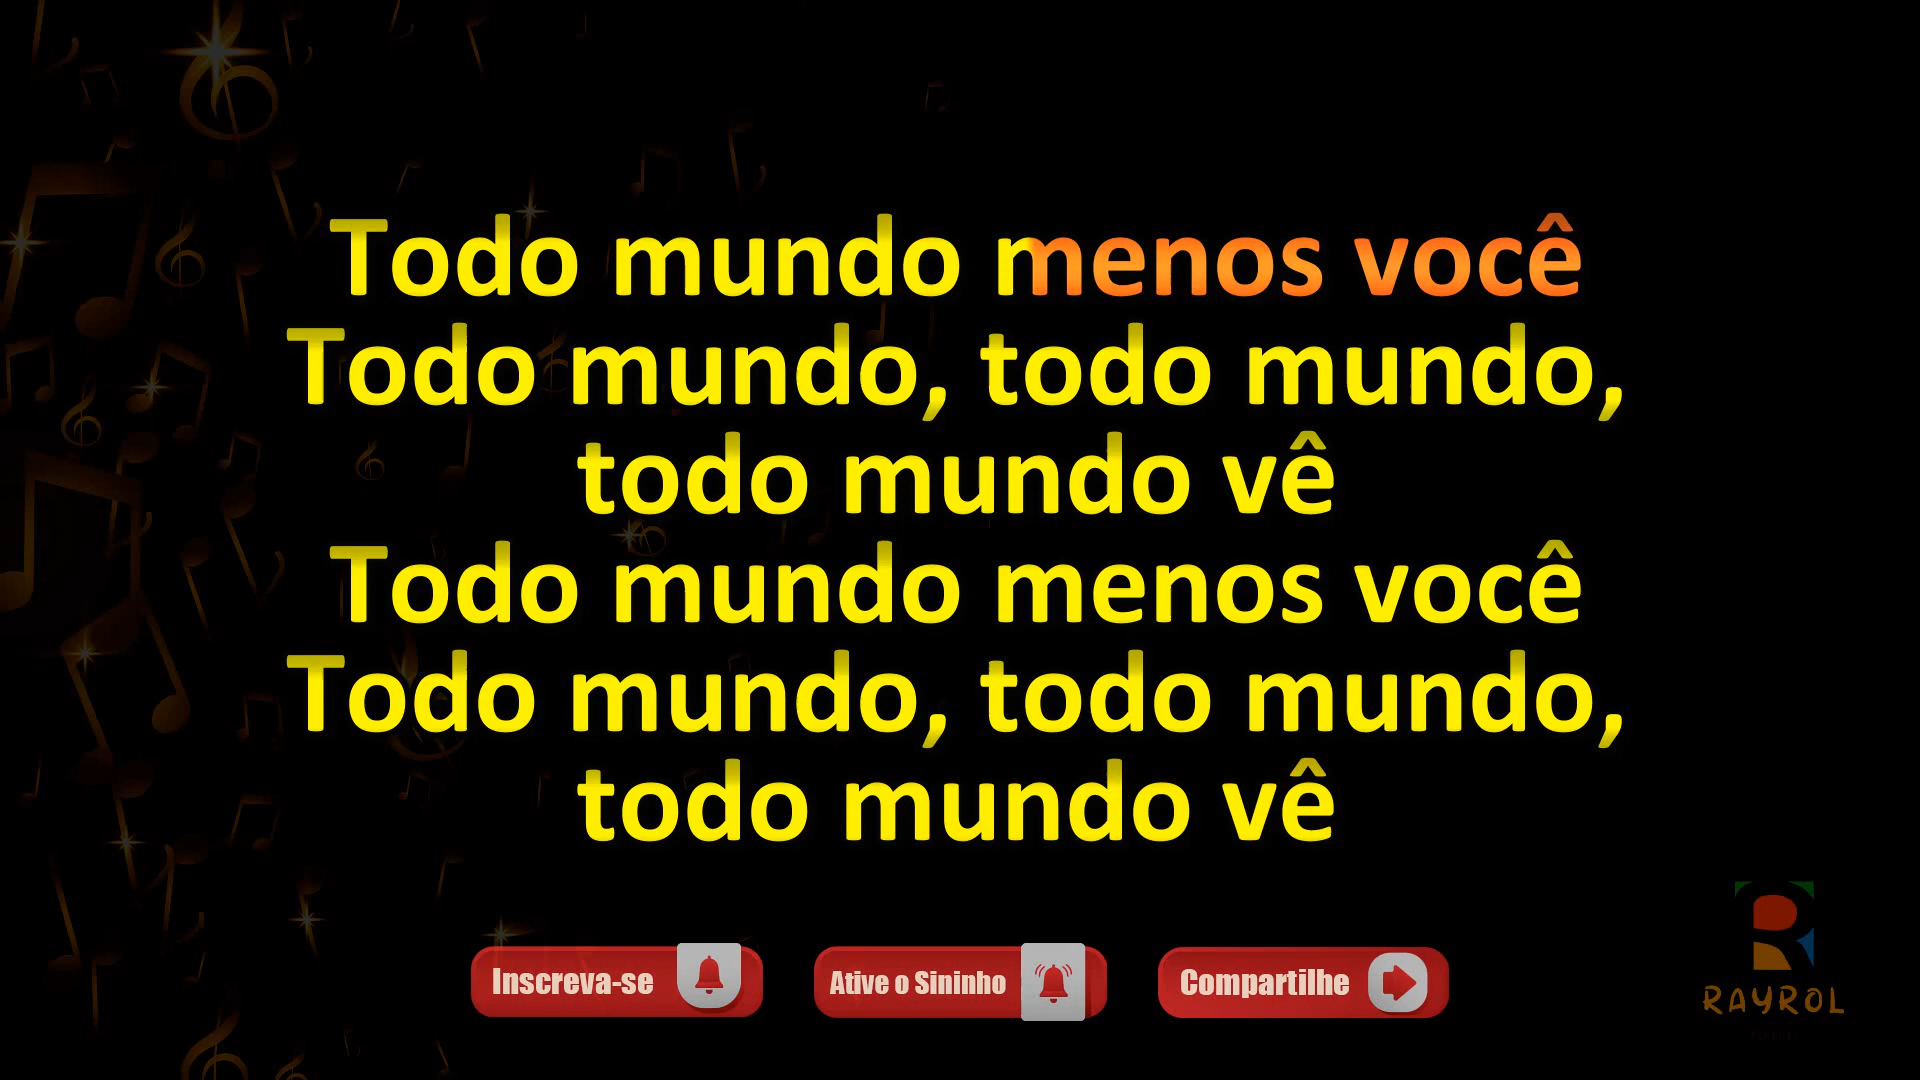 Todo mundo menos você
Todo mundo, todo mundo,
todo mundo vê
Todo mundo menos você
Todo mundo, todo mundo,
todo mundo vê
Inscreva-se
Ative o Sininho
Compartilhe
RAYROL